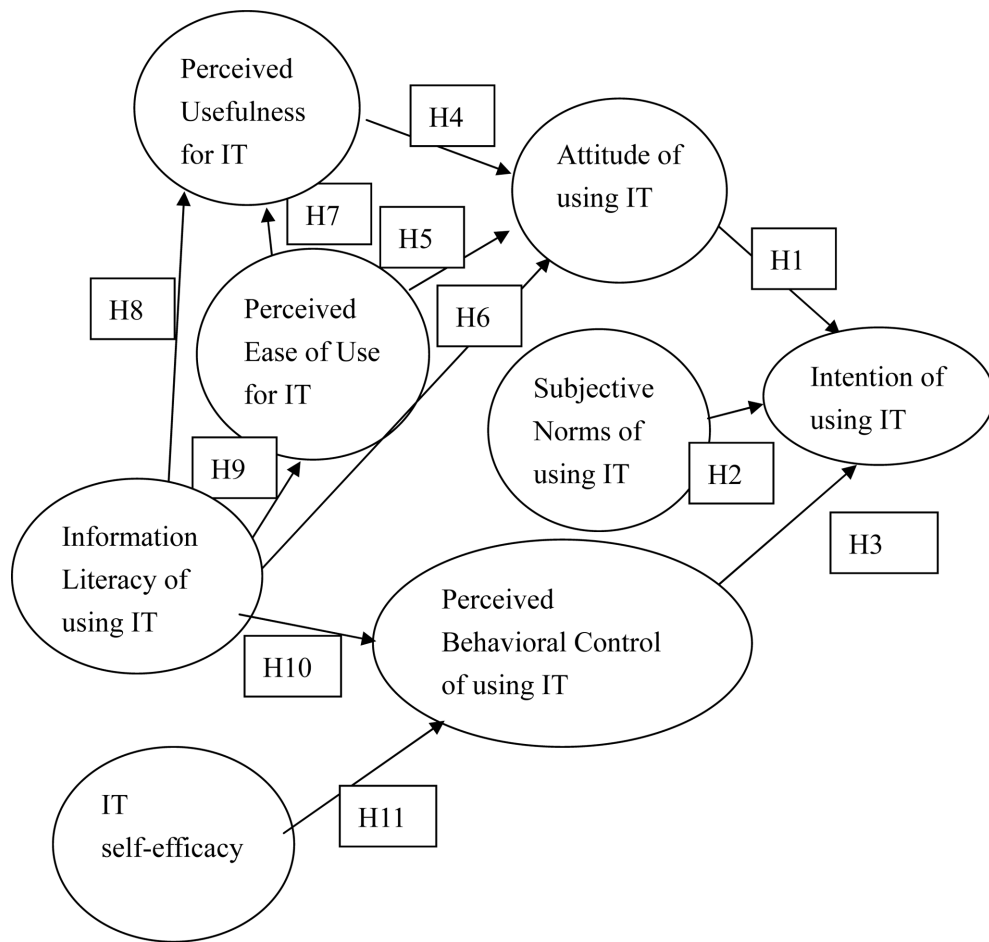 Perceived
Usefulness
for IT
H4
Attitude of
using IT
H7
H5
H1
H8
Perceived
Ease of Use
for IT
H6
Subjective
Norms of
using IT
Intention of
using IT
H9
H2
Information
Literacy of
using IT
H3
Perceived
Behavioral Control
of using IT
H10
IT
self-efficacy
H11